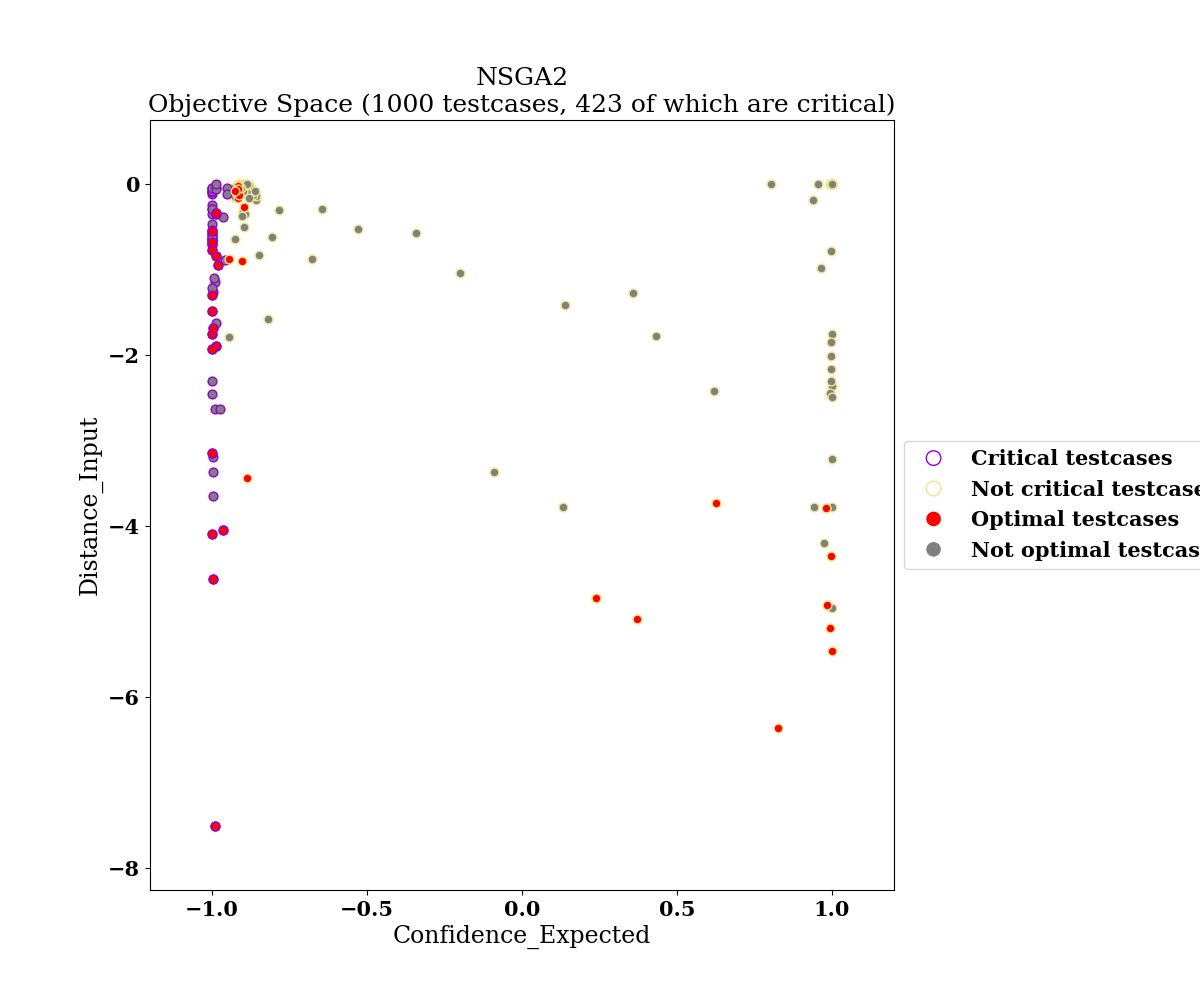 NSGA2
Objective Space (1000 testcases, 423 of which are critical)
0
−2
−4
−6
−8
Distance_Input
−1.0 −0.5 0.0 0.5 1.0
Confidence_Expected
Critical testcases
Not critical testcase
Optimal testcases
Not optimal testcas